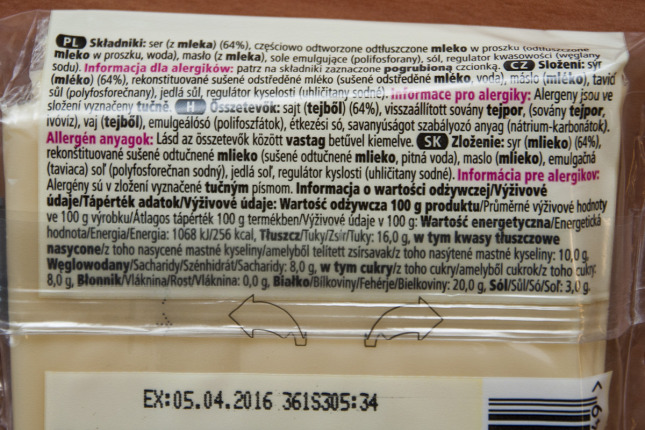 PL Składniki: ser (z mleka) (64%), częściowo odtworzone odtłuszczone mleko w proszku (odtłuszczone
mleko w proszku, woda), masło (z mleka), sole emulgujące (polifosforany), sól, regulator kwasowości (węglany
sodu). Informacja dla alergików: patrz na składniki zaznaczone pogrubioną czcionką. CZ Složení: sýr
(mléko) (64%), rekonstituované sušené odstředěné mléko (sušené odstředěné mléko, voda), máslo (mléko), tavicí
sůl (polyfosforečnany), jedlá sůl, regulátor kyselosti (uhličitany sodné). Informace pro alergiky: Alergeny jsou ve
složení vyznačeny tučně. H Összetevők: sajt (tejből) (64%), visszaállított sovány tejpor, (sovány tejpor,
ivóvíz), vaj (tejből), emulgeálósó (polifoszfátok), étkezési só, savanyúságot szabályozó anyag (nátrium-karbonátok).
Allergén anyagok: Lásd az összetevők között vastag betűvel kiemelve. SK Zloženie: syr (mlieko) (64%),
rekonštituované sušené odtučnené mlieko (sušené odtučnené mlieko, pitná voda), maslo (mlieko), emulgačná
(taviaca) soľ (polyfosforečnan sodný), jedlá soľ, regulátor kyslosti (uhličitany sodné). Informácia pre alergikov:
Alergény sú v zložení vyznačené tučným písmom. Informacja o wartości odżywczej/Výživové
údaje/Tápérték adatok/Výživové údaje: Wartość odżywcza 100 g produktu/Průměrné výživové hodnoty
ve 100 g výrobku/Átlagos tápérték 100 g termékben/Výživové údaje v 100 g: Wartość energetyczna/Energetická
hodnota/Energia/Energia: 1068 kJ/256 kcal, Tłuszcz/Tuky/Zsír/Tuky: 16,0 g, w tym kwasy tłuszczowe
nasycone/z toho nasycené mastné kyseliny/amelyből telített zsírsavak/z toho nasýtené mastné kyseliny: 10,0 g,
Węglowodany/Sacharidy/Szénhidrát/Sacharidy: 8,0 g, w tym cukry/z toho cukry/amelyből cukrok/z toho cukry:
8,0 g, Błonnik/Vláknina/Rost/Vláknina: 0,0 g, Białko/Bílkoviny/Fehérje/Bielkoviny: 20,0 g, Sól/Sůl/Só/Soľ: 3,0 g.
EX:05.04.2016 361S305:34